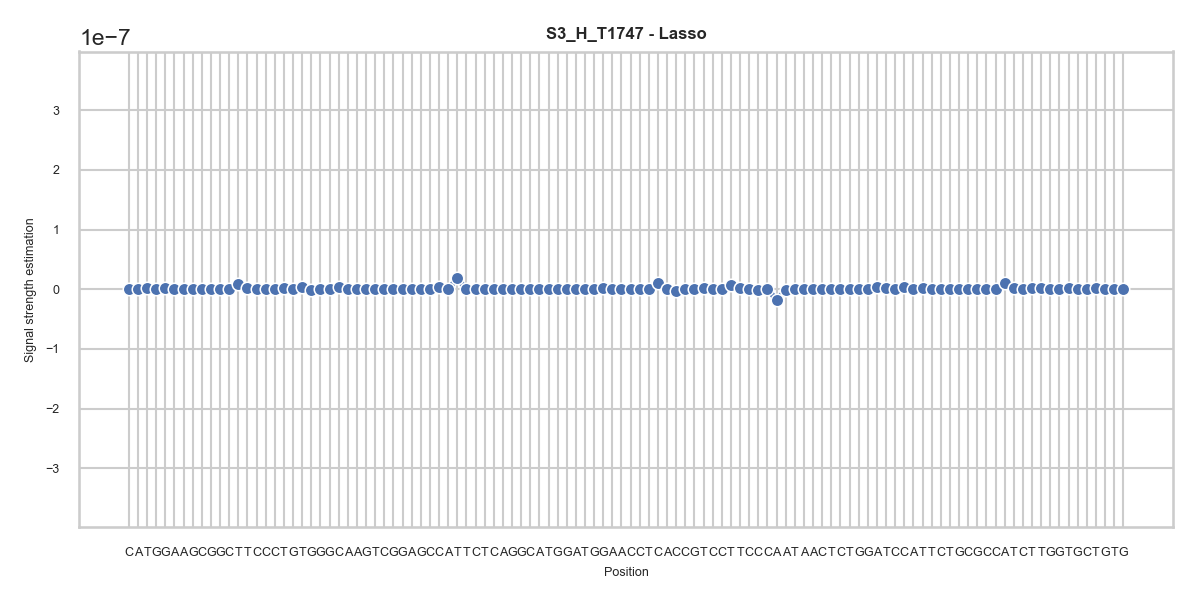 1e−7
S3_H_T1747 - Lasso
3
2
1
0
−1
−2
−3
Signal strength estimation
CATGGAAGCGGCTTCCCTGTGGGCAAGTCGGAGCCATTCTCAGGCATGGATGGAACCTCACCGTCCTTCCCAATAACTCTGGATCCATTCTGCGCCATCTTGGTGCTGTG
Position